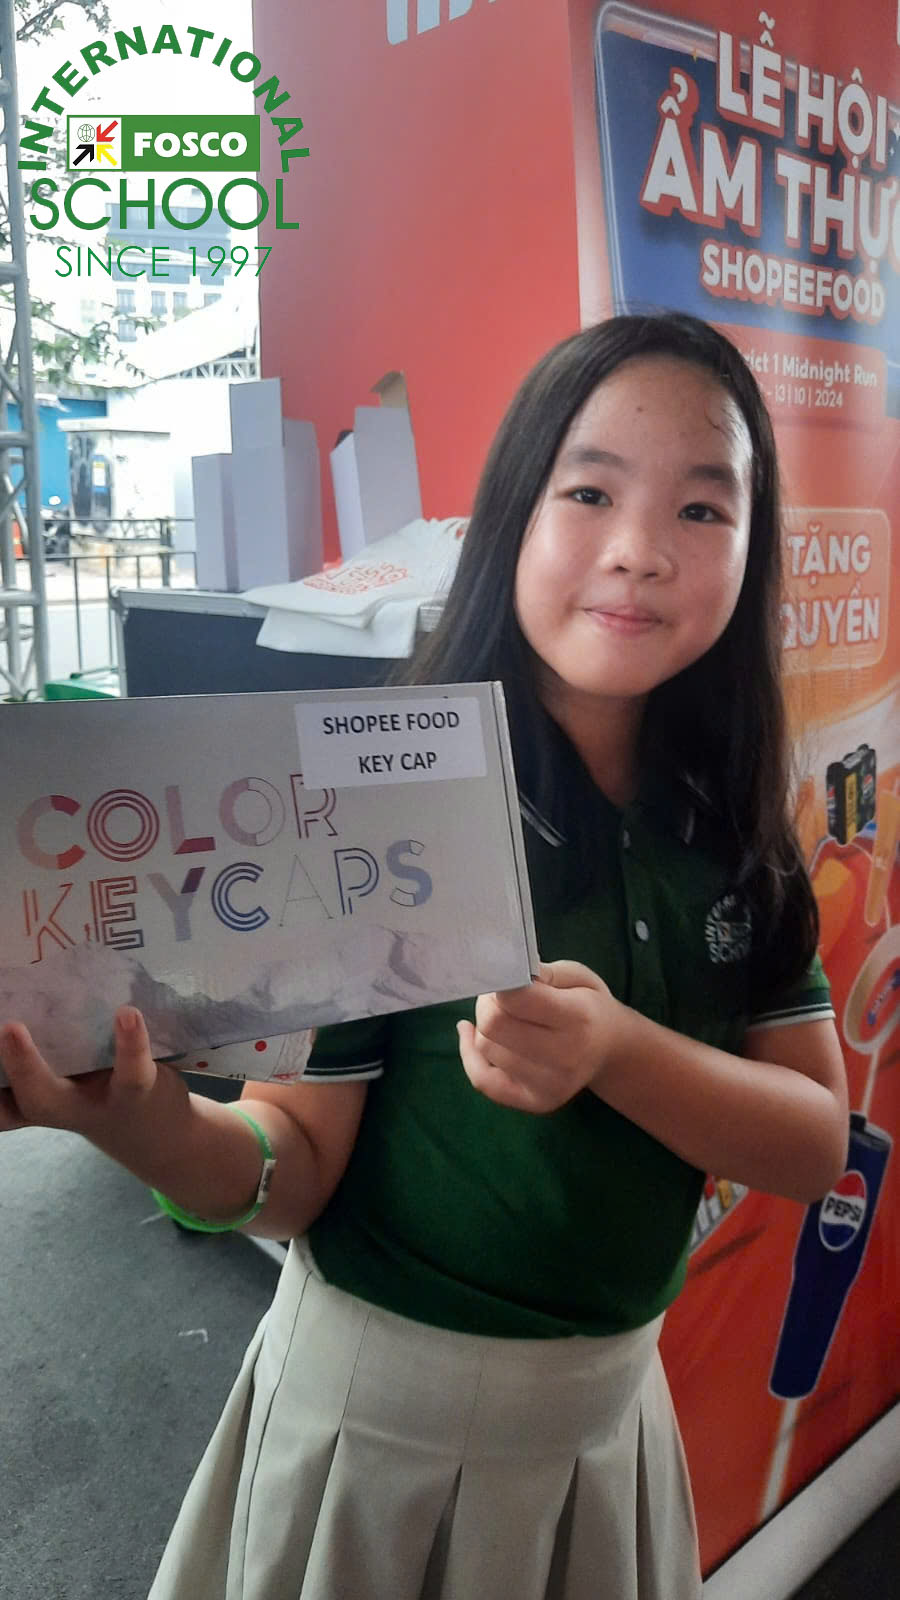 INTERNATIONAL
FOSCO
SCHOOL
SINCE 1997
LỄ HỘI
ẨM THỰC
SHOPEEFOOD
1 Midnight Run
13|10|2024
TẶNG
QUYỀN
SHOPEE FOOD
KEY CAP
COLOR
KEYCAPS
SCHOOL
PEPSI